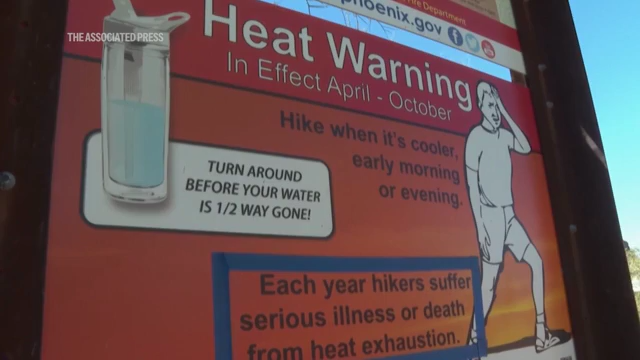 THE ASSOCIATED PRESS
phoenix.gov
Heat Warning
In Effect April - October
Hike when it's cooler,
early morning
or evening.
TURN AROUND
BEFORE YOUR WATER
IS 1/2 WAY GONE!
Each year hikers suffer
serious illness or death
from heat exhaustion.